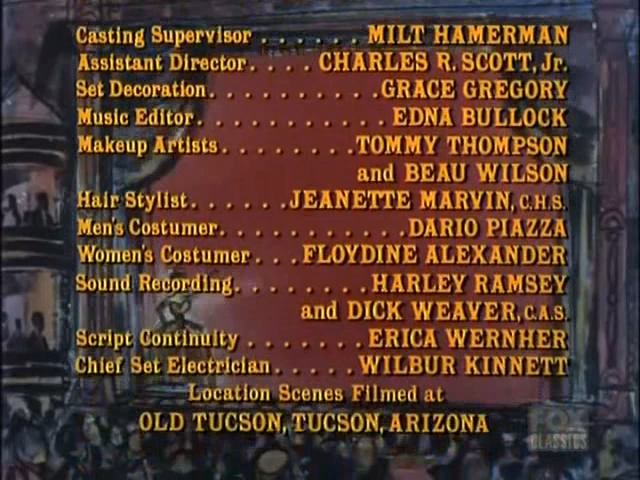 Casting Supervisor . . . . . . MILT HAMERMAN
Assistant Director. . . . CHARLES R. SCOTT, Jr.
Set Decoration. . . . . . . . . . GRACE GREGORY
Music Editor. . . . . . . . . . . . EDNA BULLOCK
Makeup Artists. . . . . . . . TOMMY THOMPSON
and BEAU WILSON
Hair Stylist. . . . . . JEANETTE MARVIN, C.H.S.
Men's Costumer. . . . . . . . . . . DARIO PIAZZA
Women's Costumer . . . FLOYDINE ALEXANDER
Sound Recording. . . . . . . . HARLEY RAMSEY
and DICK WEAVER, C.A.S.
Script Continuity . . . . . . . ERICA WERNHER
Chief Set Electrician. . . . . WILBUR KINNETT
Location Scenes Filmed at
OLD TUCSON, TUCSON, ARIZONA
FOX
CLASSICS